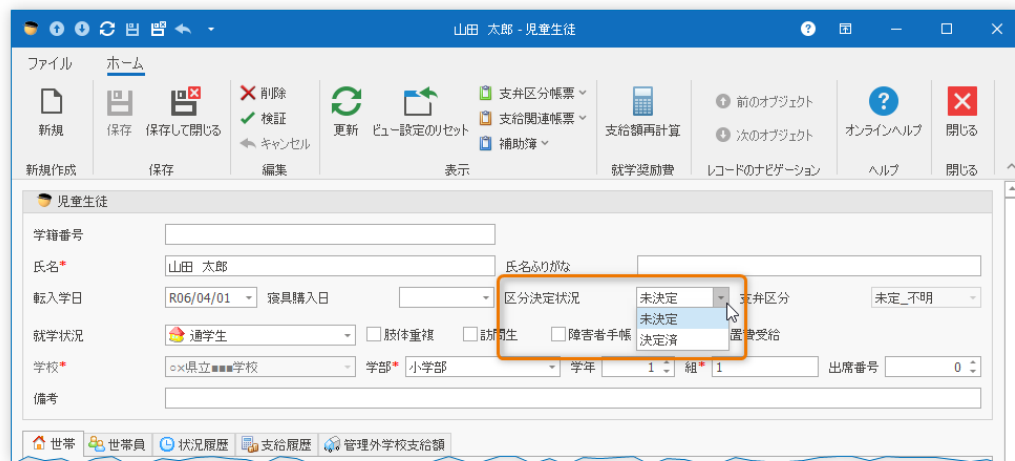 山田 太郎 - 児童生徒
ファイル ホーム
新規 保存 保存して閉じる 削除 検証 キャンセル 更新 ビュー設定のリセット 支弁区分帳票 支給関連帳票 補助簿 支給額再計算 前のオブジェクト 次のオブジェクト オンラインヘルプ 閉じる
新規作成 保存 編集 表示 就学奨励費 レコードのナビゲーション ヘルプ 閉じる
児童生徒
学籍番号
氏名* 山田 太郎 氏名ふりがな
転入学日 R06/04/01 寝具購入日 区分決定状況 未決定 支弁区分 未定_不明
未決定
決定済
就学状況 通学生 肢体重複 訪問生 障害者手帳 置費受給
学校* ○×県立■■■学校 学部* 小学部 学年 1 組* 1 出席番号 0
備考
世帯 世帯員 状況履歴 支給履歴 管理外学校支給額